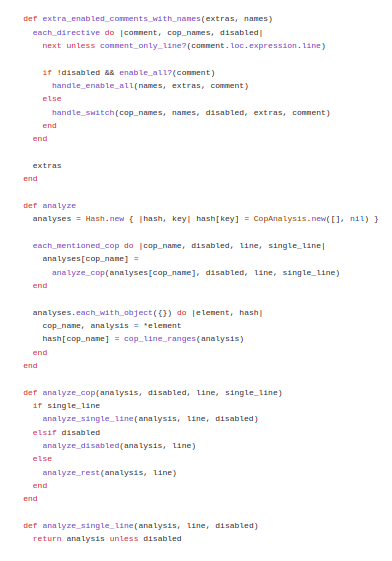 def extra_enabled_comments_with_names(extras, names)
each_directive do |comment, cop_names, disabled|
next unless comment_only_line?(comment.loc.expression.line)
if !disabled && enable_all?(comment)
handle_enable_all(names, extras, comment)
else
handle_switch(cop_names, names, disabled, extras, comment)
end
end
extras
end
def analyze
analyses = Hash.new { |hash, key| hash[key] = CopAnalysis.new([], nil) }
each_mentioned_cop do |cop_name, disabled, line, single_line|
analyses[cop_name] =
analyze_cop(analyses[cop_name], disabled, line, single_line)
end
analyses.each_with_object({}) do |element, hash|
cop_name, analysis = *element
hash[cop_name] = cop_line_ranges(analysis)
end
end
def analyze_cop(analysis, disabled, line, single_line)
if single_line
analyze_single_line(analysis, line, disabled)
elsif disabled
analyze_disabled(analysis, line)
else
analyze_rest(analysis, line)
end
end
def analyze_single_line(analysis, line, disabled)
return analysis unless disabled